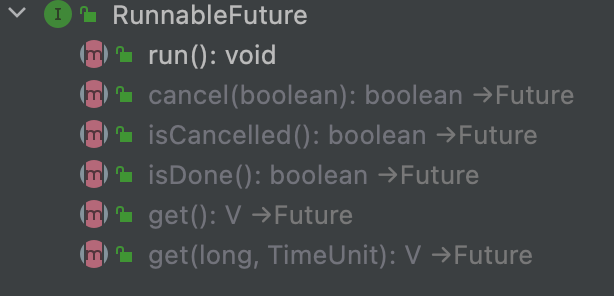 RunnableFuture
run(): void
cancel(boolean): boolean →Future
isCancelled(): boolean →Future
isDone(): boolean →Future
get(): V →Future
get(long, TimeUnit): V →Future